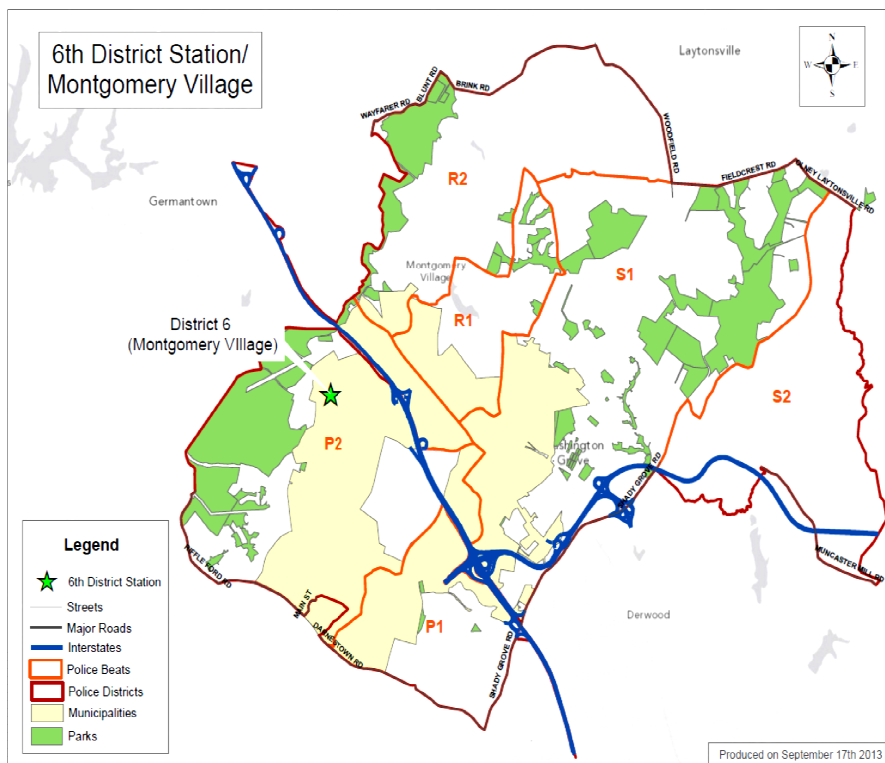 6th District Station/
Montgomery Village
Laytonsville
N
W E
S
BLUNT RD
BRINK RD
WAYFARER RD
WOODFIELD RD
FIELDCREST RD
OLNEY LAYTONSVILLE RD
R2
Germantown
Montgomery
Village
S1
R1
District 6
(Montgomery VIllage)
S2
P2
ashington
Grove
SHADY GROVE RD
RIFFLE FORD RD
MUNCASTER MILL RD
MAIN ST
DARNESTOWN RD
P1
Derwood
SHADY GROVE RD
Legend
6th District Station
Streets
Major Roads
Interstates
Police Beats
Police Districts
Municipalities
Parks
Produced on September 17th 2013